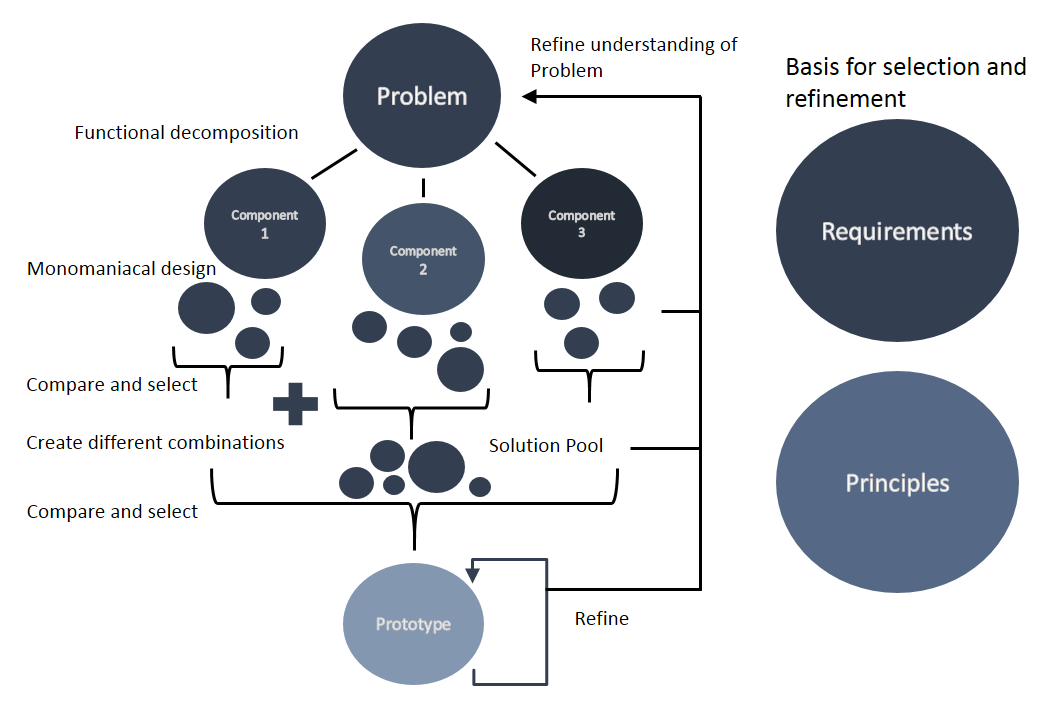 Refine understanding of
Problem
Basis for selection and
refinement
Problem
Functional decomposition
Component
1
Component
2
Component
3
Requirements
Monomaniacal design
Compare and select
Create different combinations
Solution Pool
Principles
Compare and select
Prototype
Refine